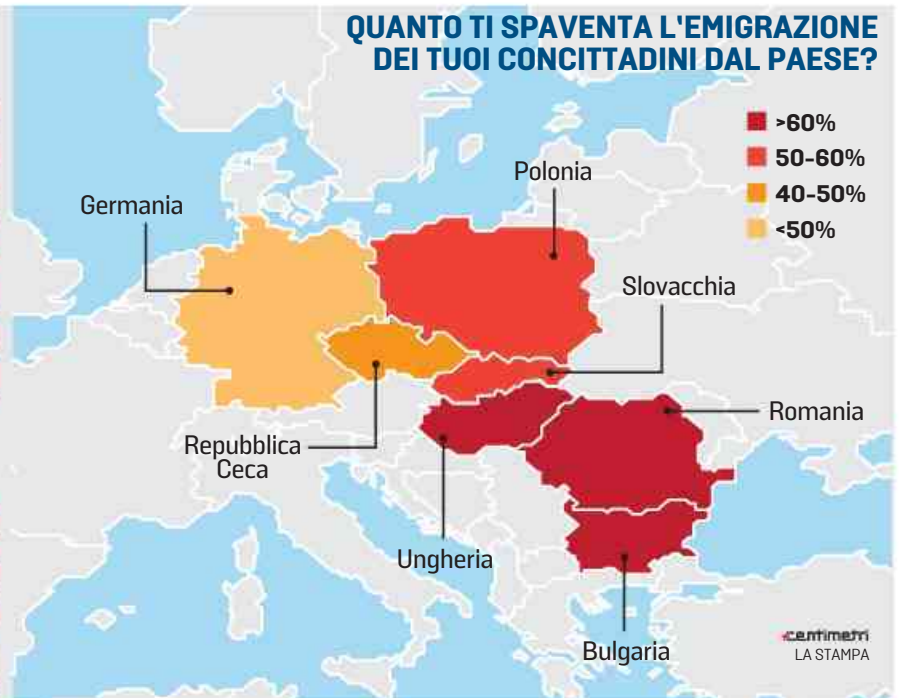 QUANTO TI SPAVENTA L'EMIGRAZIONE
DEI TUOI CONCITTADINI DAL PAESE?
>60%
50-60%
40-50%
<50%
Polonia
Germania
Slovacchia
Romania
Repubblica
Ceca
Ungheria
Bulgaria
centimetri
LA STAMPA